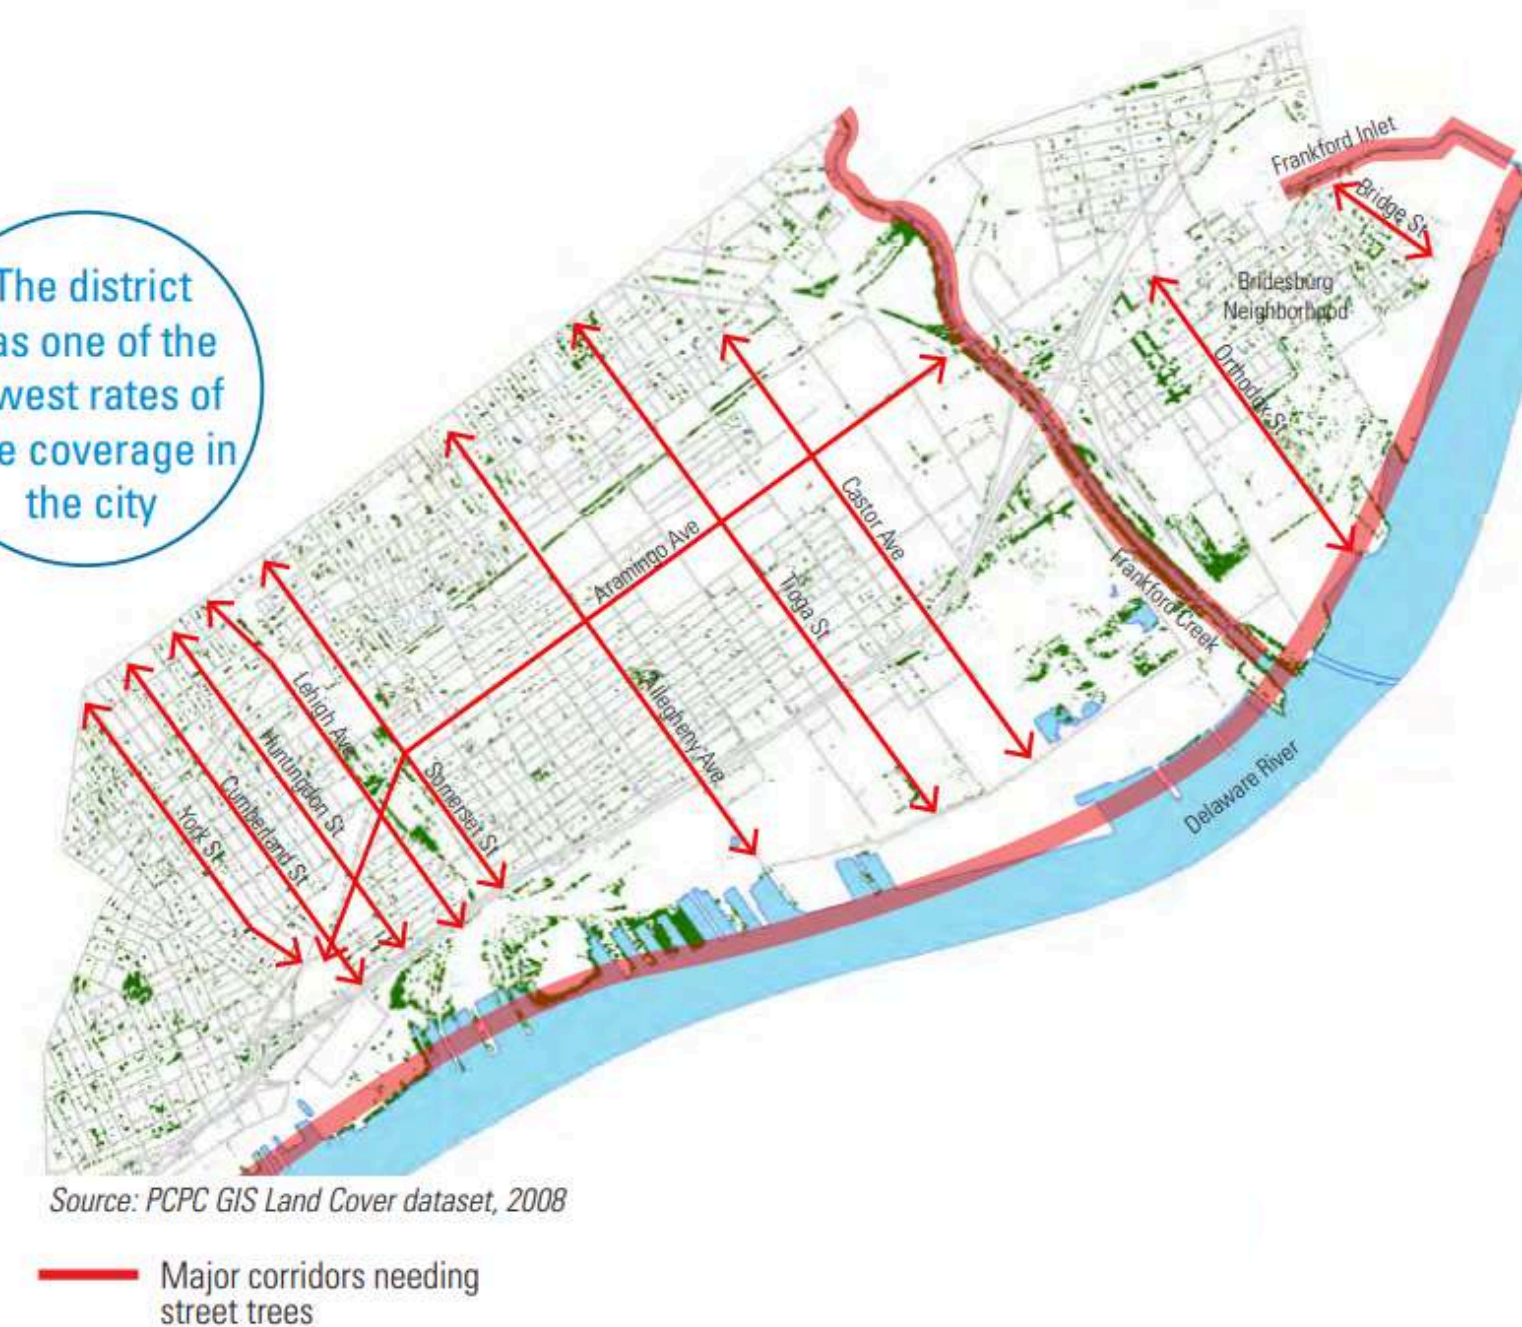 The district
as one of the
west rates of
e coverage in
the city
Frankford Inlet
Bridge St
Bridesburg
Neighborhood
Orthodox St
Castor Ave
Aramingo Ave
Tioga St
Frankford Creek
Allegheny Ave
Lehigh Ave
Huntingdon St
Somerset St
Cumberland St
York St
Delaware River
Source: PCPC GIS Land Cover dataset, 2008
Major corridors needing
street trees